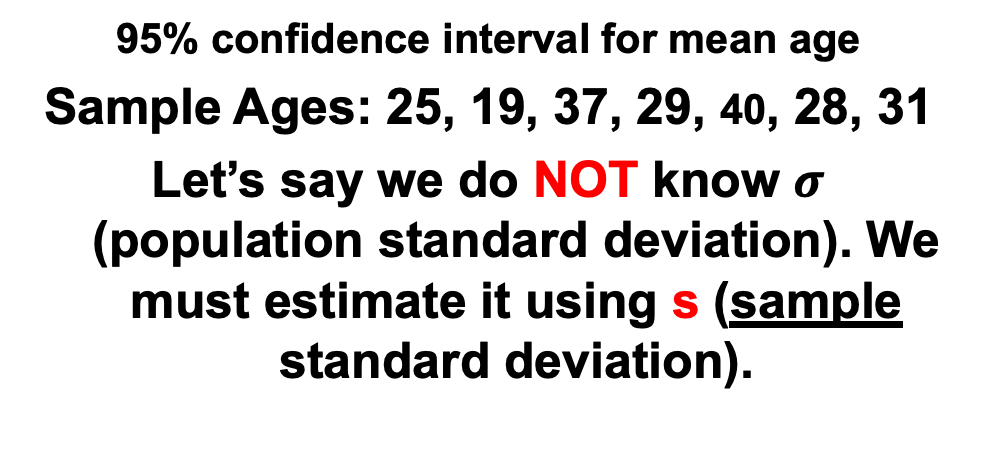 95% confidence interval for mean age
Sample Ages: 25, 19, 37, 29, 40, 28, 31
Let’s say we do NOT know σ
(population standard deviation). We
must estimate it using s (sample
standard deviation).